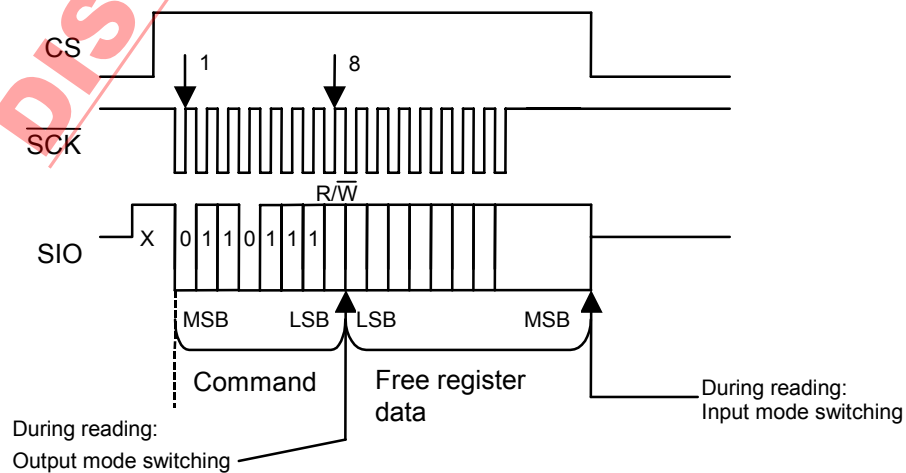 DIS
CS
1
8
SCK
R/W
SIO
X
0 1 1 0 1 1 1
MSB LSB LSB MSB
Command
Free register
data
During reading:
Input mode switching
During reading:
Output mode switching